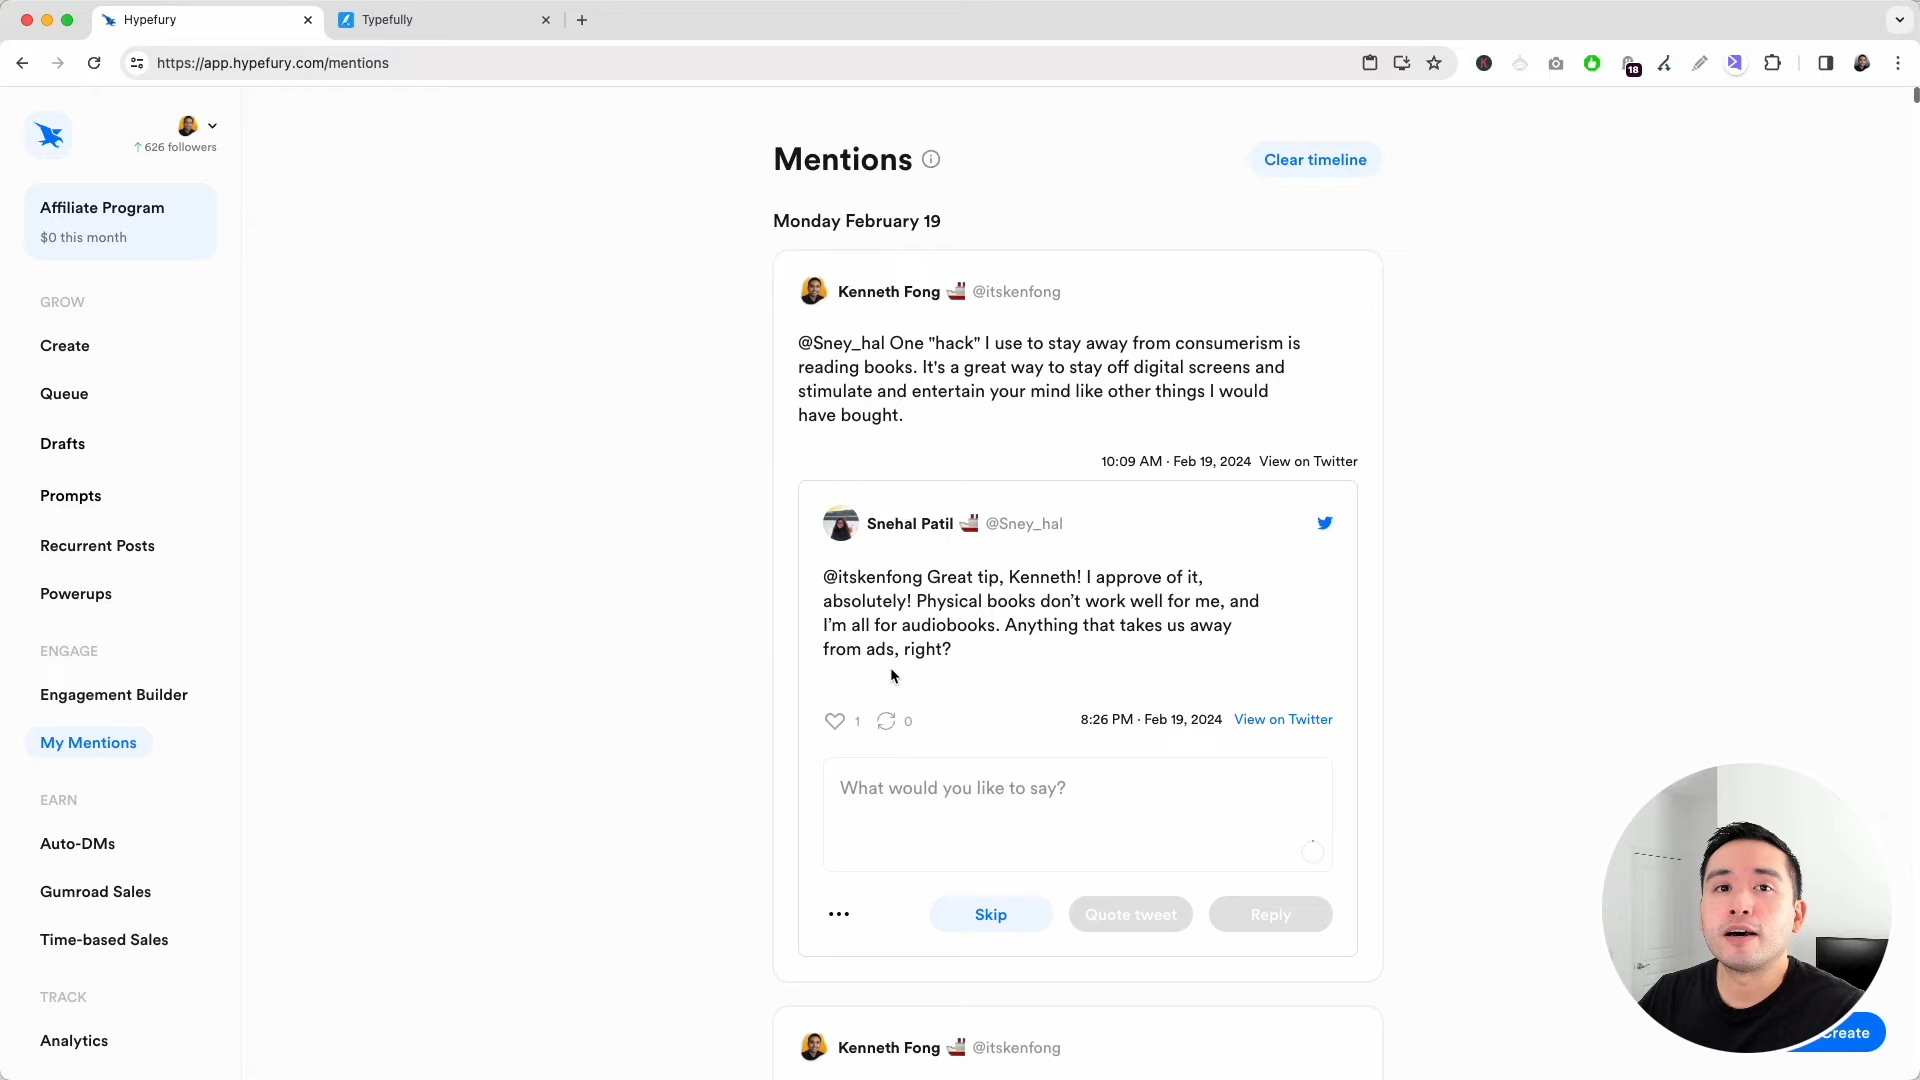 Hypefury
Typefully
https://app.hypefury.com/mentions
18
626 followers
Affiliate Program
$0 this month
GROW
Create
Queue
Drafts
Prompts
Recurrent Posts
Powerups
ENGAGE
Engagement Builder
My Mentions
EARN
Auto-DMs
Gumroad Sales
Time-based Sales
TRACK
Analytics
Mentions
Clear timeline
Monday February 19
Kenneth Fong @itskenfong
@Sney_hal One "hack" I use to stay away from consumerism is
reading books. It's a great way to stay off digital screens and
stimulate and entertain your mind like other things I would
have bought.
10:09 AM · Feb 19, 2024 View on Twitter
Snehal Patil @Sney_hal
@itskenfong Great tip, Kenneth! I approve of it,
absolutely! Physical books don’t work well for me, and
I’m all for audiobooks. Anything that takes us away
from ads, right?
1 0 8:26 PM · Feb 19, 2024 View on Twitter
What would you like to say?
Skip Quote tweet Reply
Kenneth Fong @itskenfong
Create